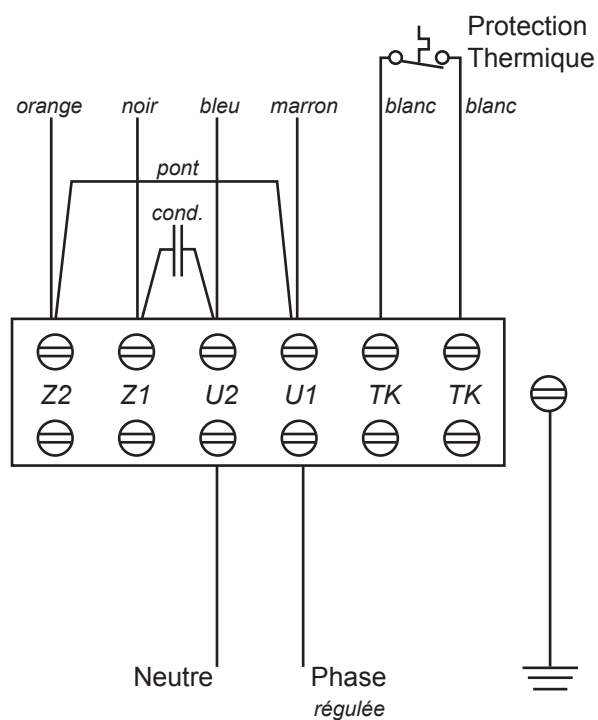 Protection
Thermique
orange noir bleu marron blanc blanc
pont
cond.
Z2 Z1 U2 U1 TK TK
Neutre Phase
régulée